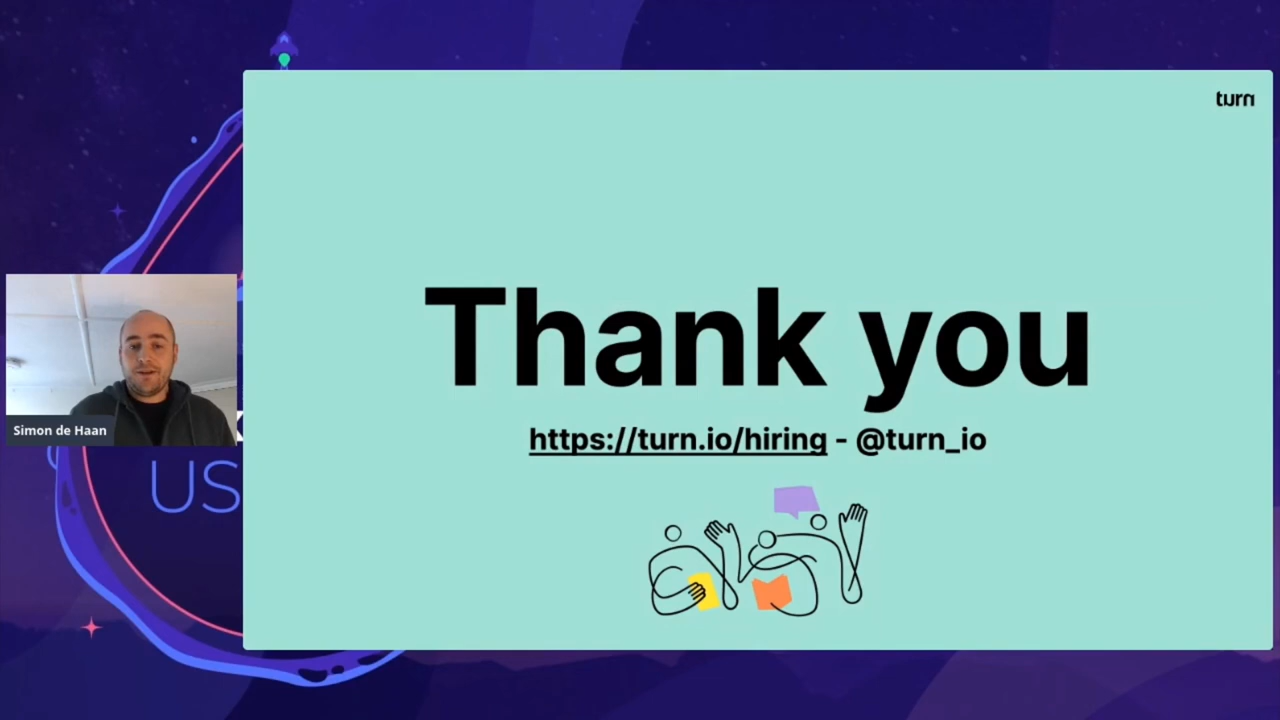 turn
Thank you
https://turn.io/hiring - @turn_io
Simon de Haan
US